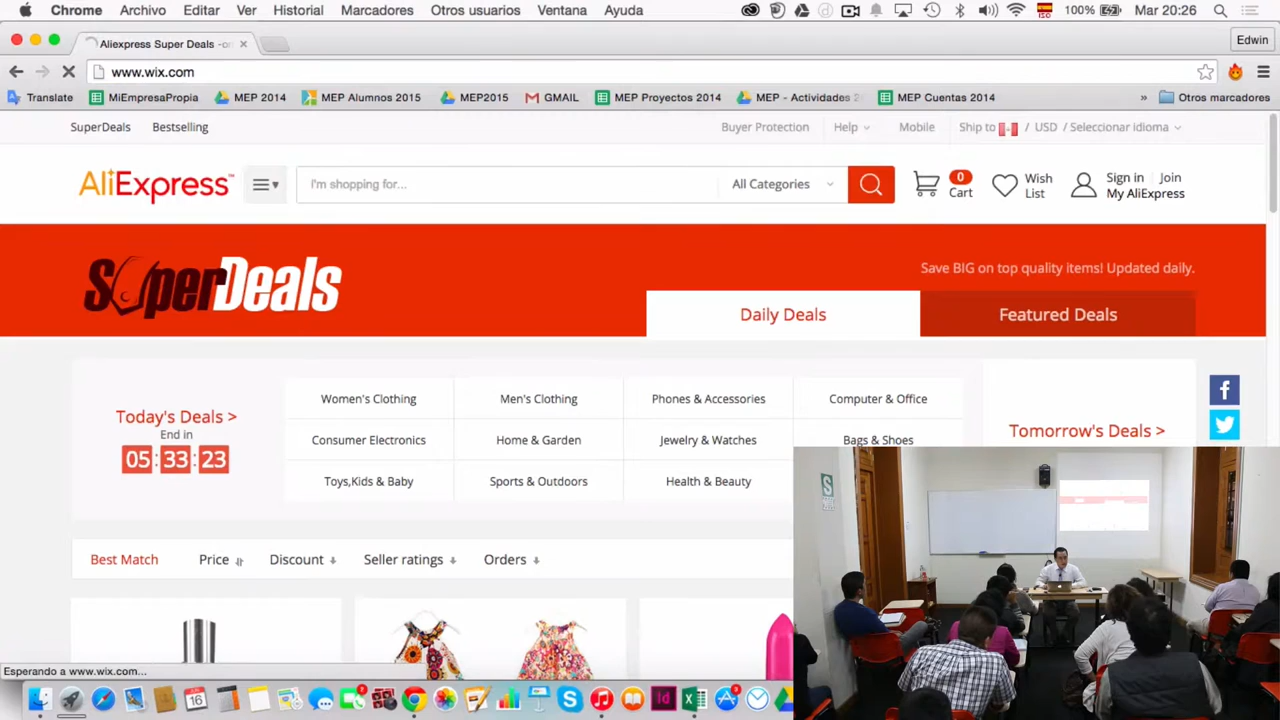 Chrome Archivo Editar Ver Historial Marcadores Otros usuarios Ventana Ayuda 100% Mar 20:26
ISO
Aliexpress Super Deals -on Edwin
www.wix.com
Translate MiEmpresaPropia MEP 2014 MEP Alumnos 2015 MEP2015 GMAIL MEP Proyectos 2014 MEP - Actividades 2 MEP Cuentas 2014 » Otros marcadores
SuperDeals Bestselling Buyer Protection Help Mobile Ship to / USD / Seleccionar idioma
AliExpress™ I'm shopping for... All Categories 0 Cart Wish List Sign in Join
My AliExpress
SuperDeals
Save BIG on top quality items! Updated daily.
Daily Deals Featured Deals
Today's Deals >
End in
05:33:23
Women's Clothing Men's Clothing Phones & Accessories Computer & Office
Consumer Electronics Home & Garden Jewelry & Watches Bags & Shoes
Toys,Kids & Baby Sports & Outdoors Health & Beauty
Tomorrow's Deals >
Best Match Price Discount Seller ratings Orders
Esperando a www.wix.com...
16
Id